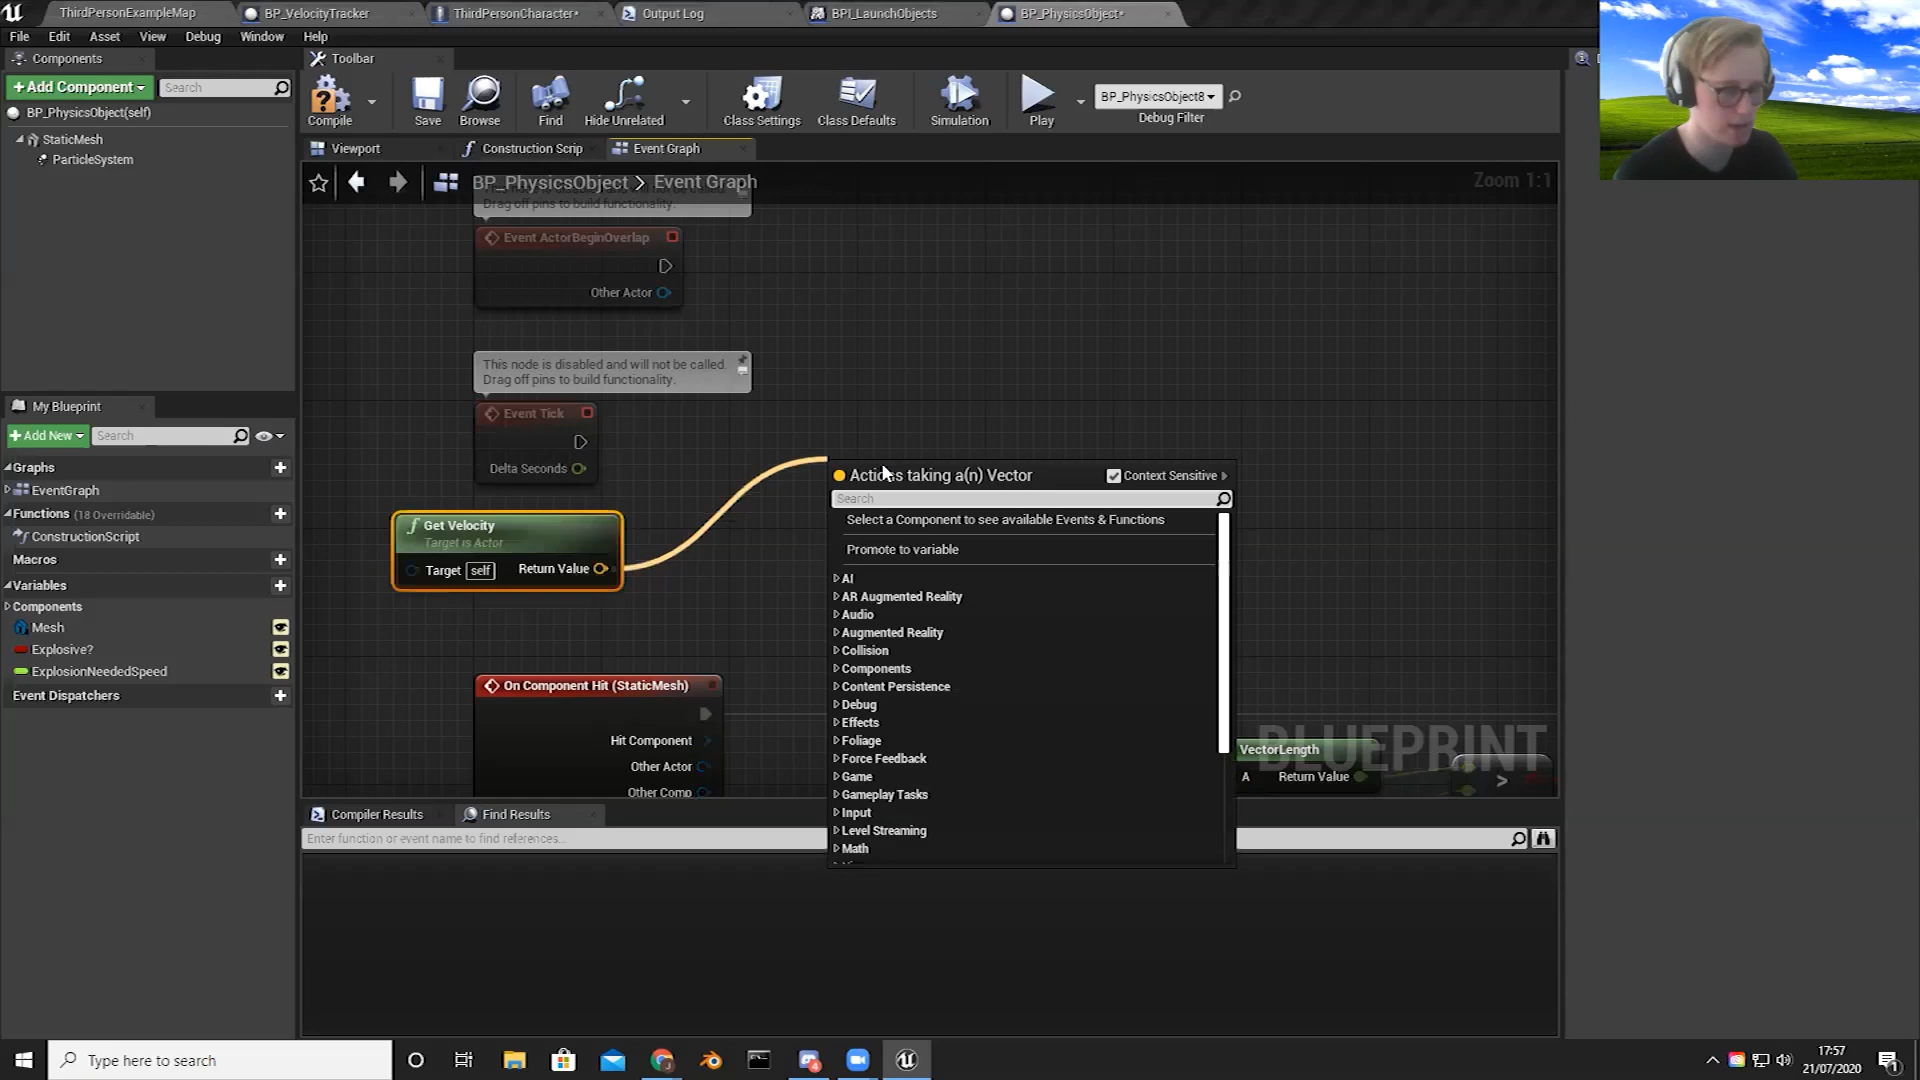 ThirdPersonExampleMap
BP_VelocityTracker
ThirdPersonCharacter*
Output Log
BPI_LaunchObjects
BP_PhysicsObject*
File Edit Asset View Debug Window Help
Components
Toolbar
+Add Component
Search
Compile
Save
Browse
Find
Hide Unrelated
Class Settings
Class Defaults
Simulation
Play
BP_PhysicsObject8
Debug Filter
BP_PhysicsObject(self)
StaticMesh
ParticleSystem
Viewport
Construction Scrip
Event Graph
BP_PhysicsObject > Event Graph
Zoom 1:1
Drag off pins to build functionality.
Event ActorBeginOverlap
Other Actor
This node is disabled and will not be called.
Drag off pins to build functionality.
Event Tick
Delta Seconds
Get Velocity
Target is Actor
Target self
Return Value
On Component Hit (StaticMesh)
Hit Component
Other Actor
Other Comp
Actions taking a(n) Vector
Context Sensitive
Search
Select a Component to see available Events & Functions
Promote to variable
AI
AR Augmented Reality
Audio
Augmented Reality
Collision
Components
Content Persistence
Debug
Effects
Foliage
Force Feedback
Game
Gameplay Tasks
Input
Level Streaming
Math
VectorLength
A Return Value
>
BLUEPRINT
My Blueprint
+Add New
Search
Graphs
EventGraph
Functions (18 Overridable)
ConstructionScript
Macros
Variables
Components
Mesh
Explosive?
ExplosionNeededSpeed
Event Dispatchers
Compiler Results
Find Results
Enter function or event name to find references...
Type here to search
17:57
21/07/2020